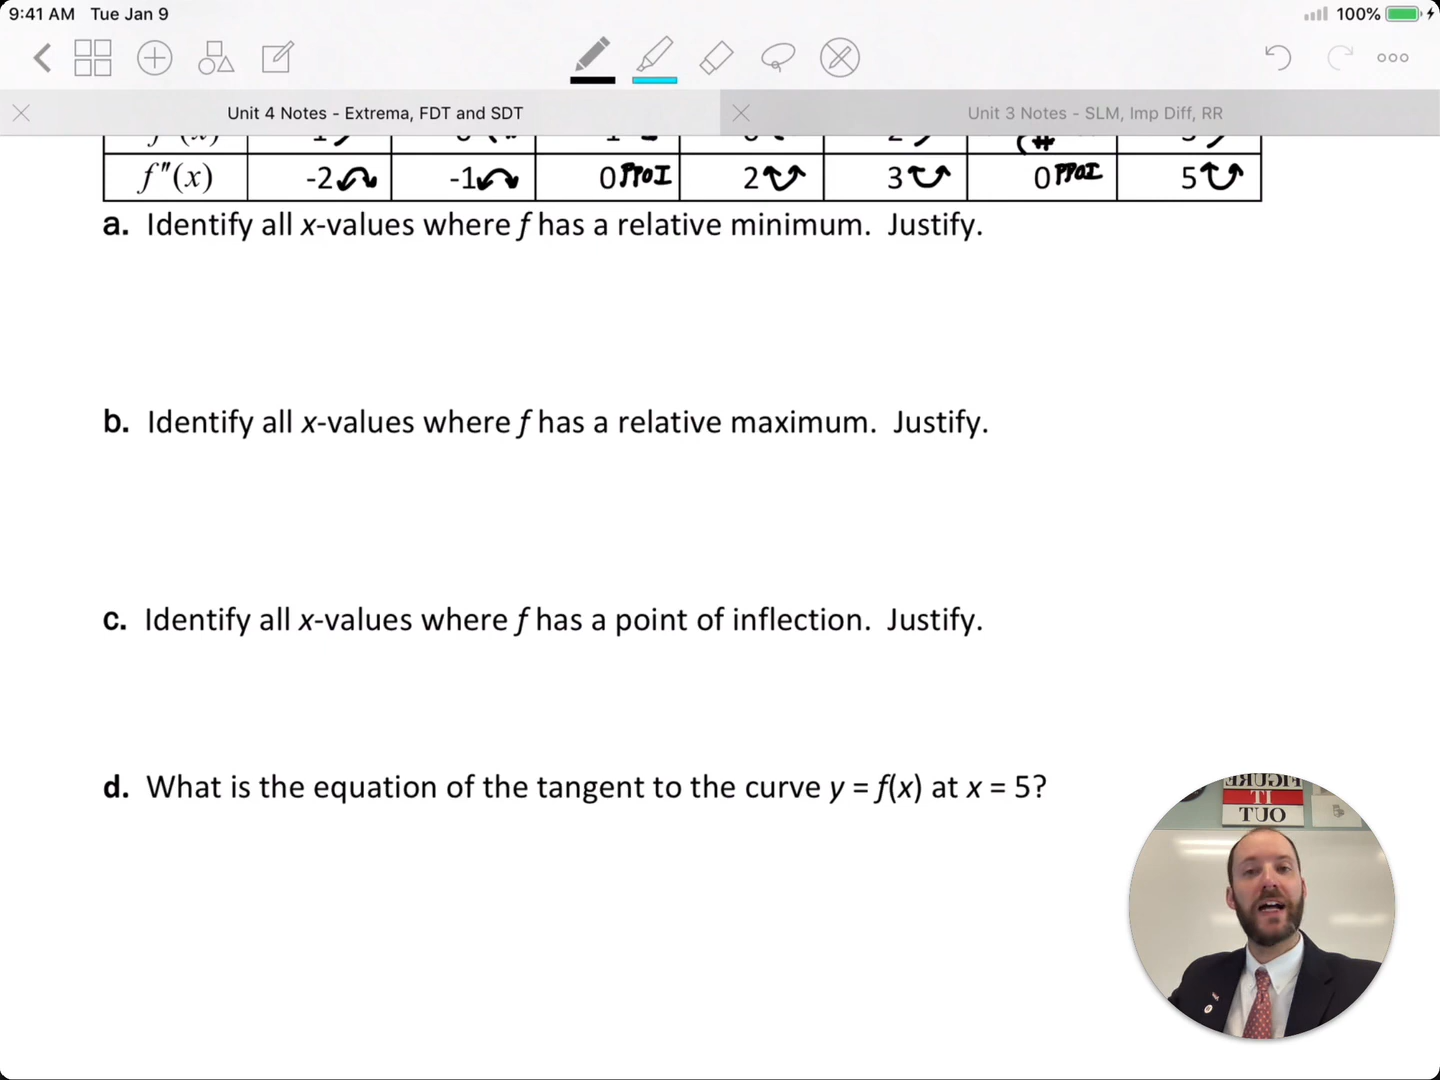 9:41 AM Tue Jan 9
100%
Unit 4 Notes - Extrema, FDT and SDT
Unit 3 Notes - SLM, Imp Diff, RR
f″(x) -2 -1 0 PPOI 2 3 0 PPOI 5
a. Identify all x-values where f has a relative minimum. Justify.
b. Identify all x-values where f has a relative maximum. Justify.
c. Identify all x-values where f has a point of inflection. Justify.
d. What is the equation of the tangent to the curve y = f(x) at x = 5?
FIGURE
IT
OUT